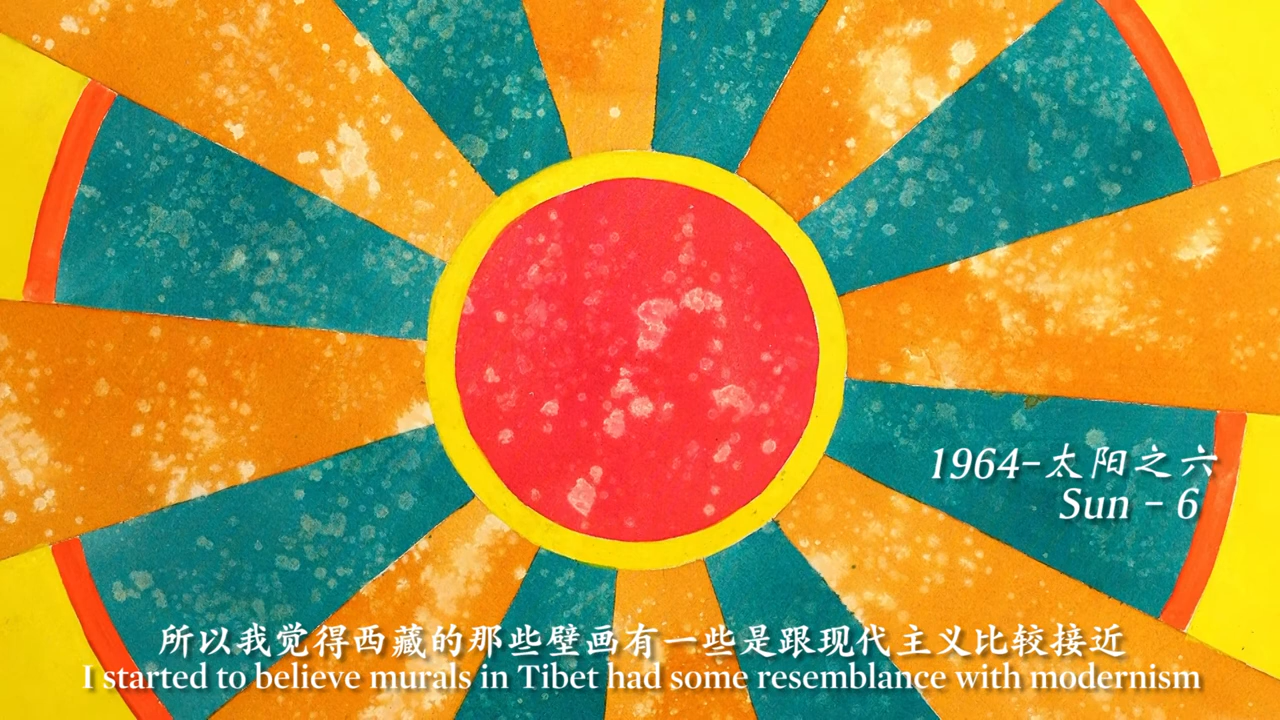 1964-太阳之六
Sun - 6
所以我觉得西藏的那些壁画有一些是跟现代主义比较接近
I started to believe murals in Tibet had some resemblance with modernism